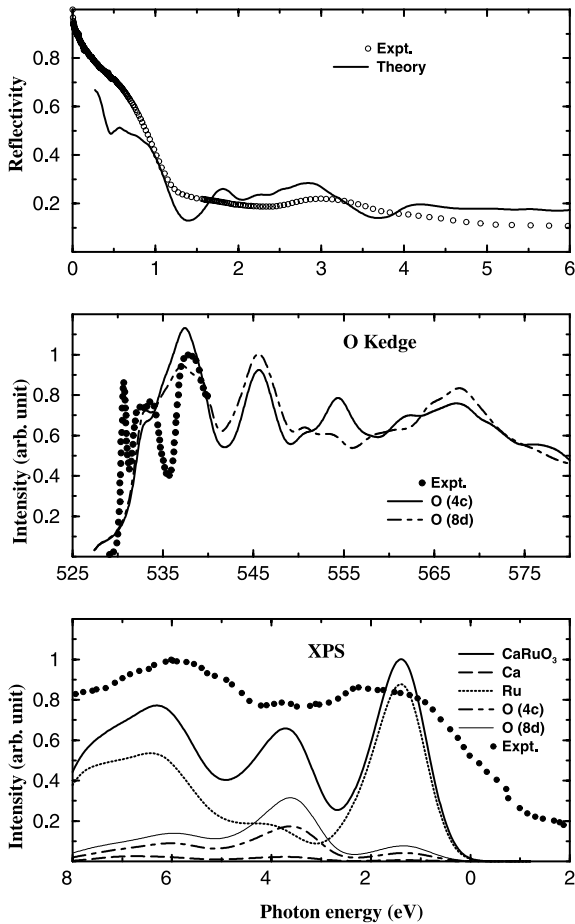 1.0
0.8
0.6
0.4
0.2
Reflectivity
Expt.
Theory
0 1 2 3 4 5 6
1
0.8
0.6
0.4
0.2
Intensity (arb. unit)
O Kedge
Expt.
O (4c)
O (8d)
525 535 545 555 565 575
1
0.8
0.6
0.4
0.2
Intensity (arb. unit)
XPS
CaRuO3
Ca
Ru
O (4c)
O (8d)
Expt.
8 6 4 2 0 2
Photon energy (eV)